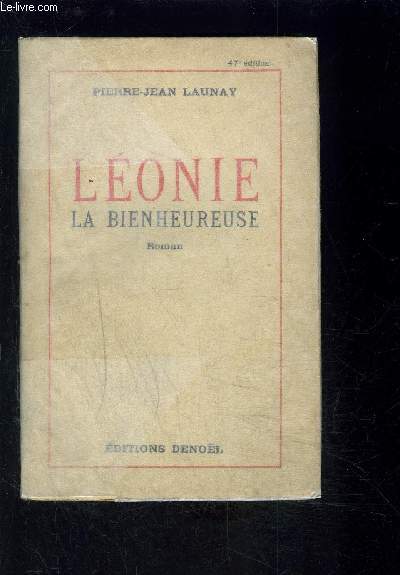 Le-livre.com
47e édition
PIERRE-JEAN LAUNAY
LÉONIE
LA BIENHEUREUSE
Roman
ÉDITIONS DENOËL